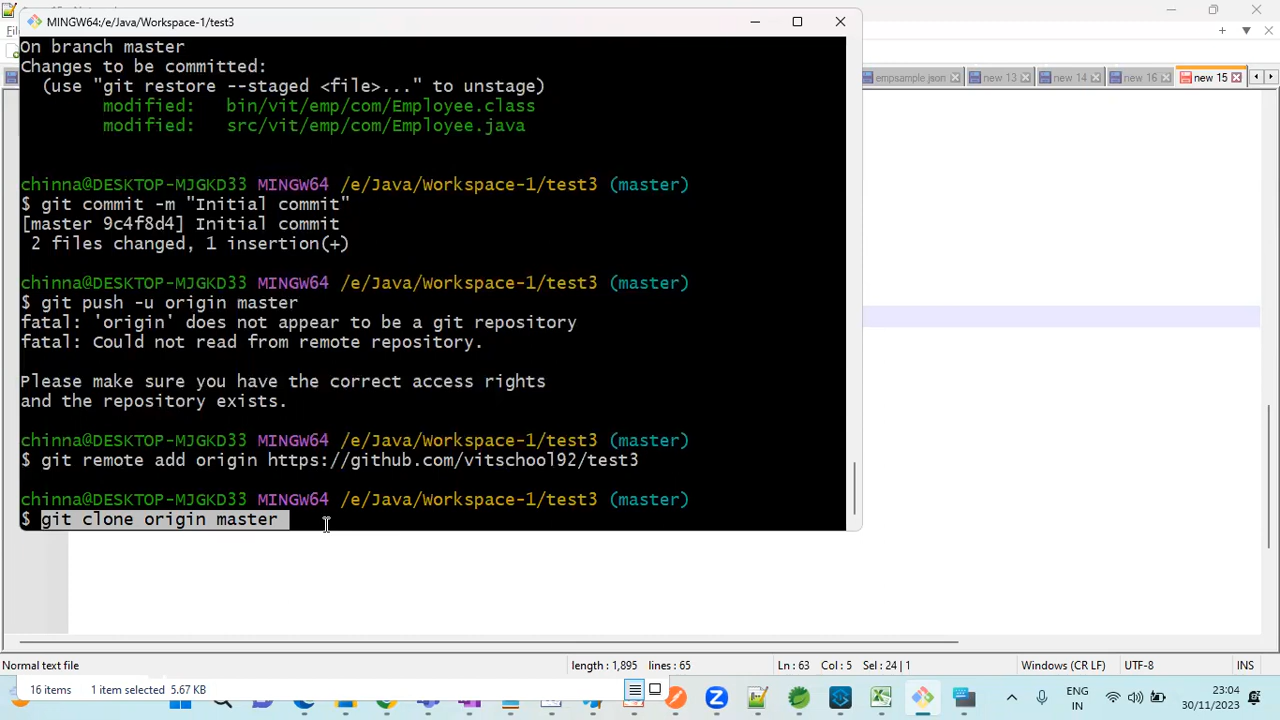 MINGW64:/e/Java/Workspace-1/test3
On branch master
Changes to be committed:
(use "git restore --staged <file>..." to unstage)
modified: bin/vit/emp/com/Employee.class
modified: src/vit/emp/com/Employee.java
chinna@DESKTOP-MJGKD33 MINGW64 /e/Java/Workspace-1/test3 (master)
$ git commit -m "Initial commit"
[master 9c4f8d4] Initial commit
2 files changed, 1 insertion(+)
chinna@DESKTOP-MJGKD33 MINGW64 /e/Java/Workspace-1/test3 (master)
$ git push -u origin master
fatal: 'origin' does not appear to be a git repository
fatal: Could not read from remote repository.
Please make sure you have the correct access rights
and the repository exists.
chinna@DESKTOP-MJGKD33 MINGW64 /e/Java/Workspace-1/test3 (master)
$ git remote add origin https://github.com/vitschool92/test3
chinna@DESKTOP-MJGKD33 MINGW64 /e/Java/Workspace-1/test3 (master)
$ git clone origin master
empsample.json new 13 new 14 new 16 new 15
Normal text file length : 1,895 lines : 65 Ln : 63 Col : 5 Sel : 24 | 1 Windows (CR LF) UTF-8 INS
16 items 1 item selected 5.67 KB
ENG
IN
23:04
30/11/2023